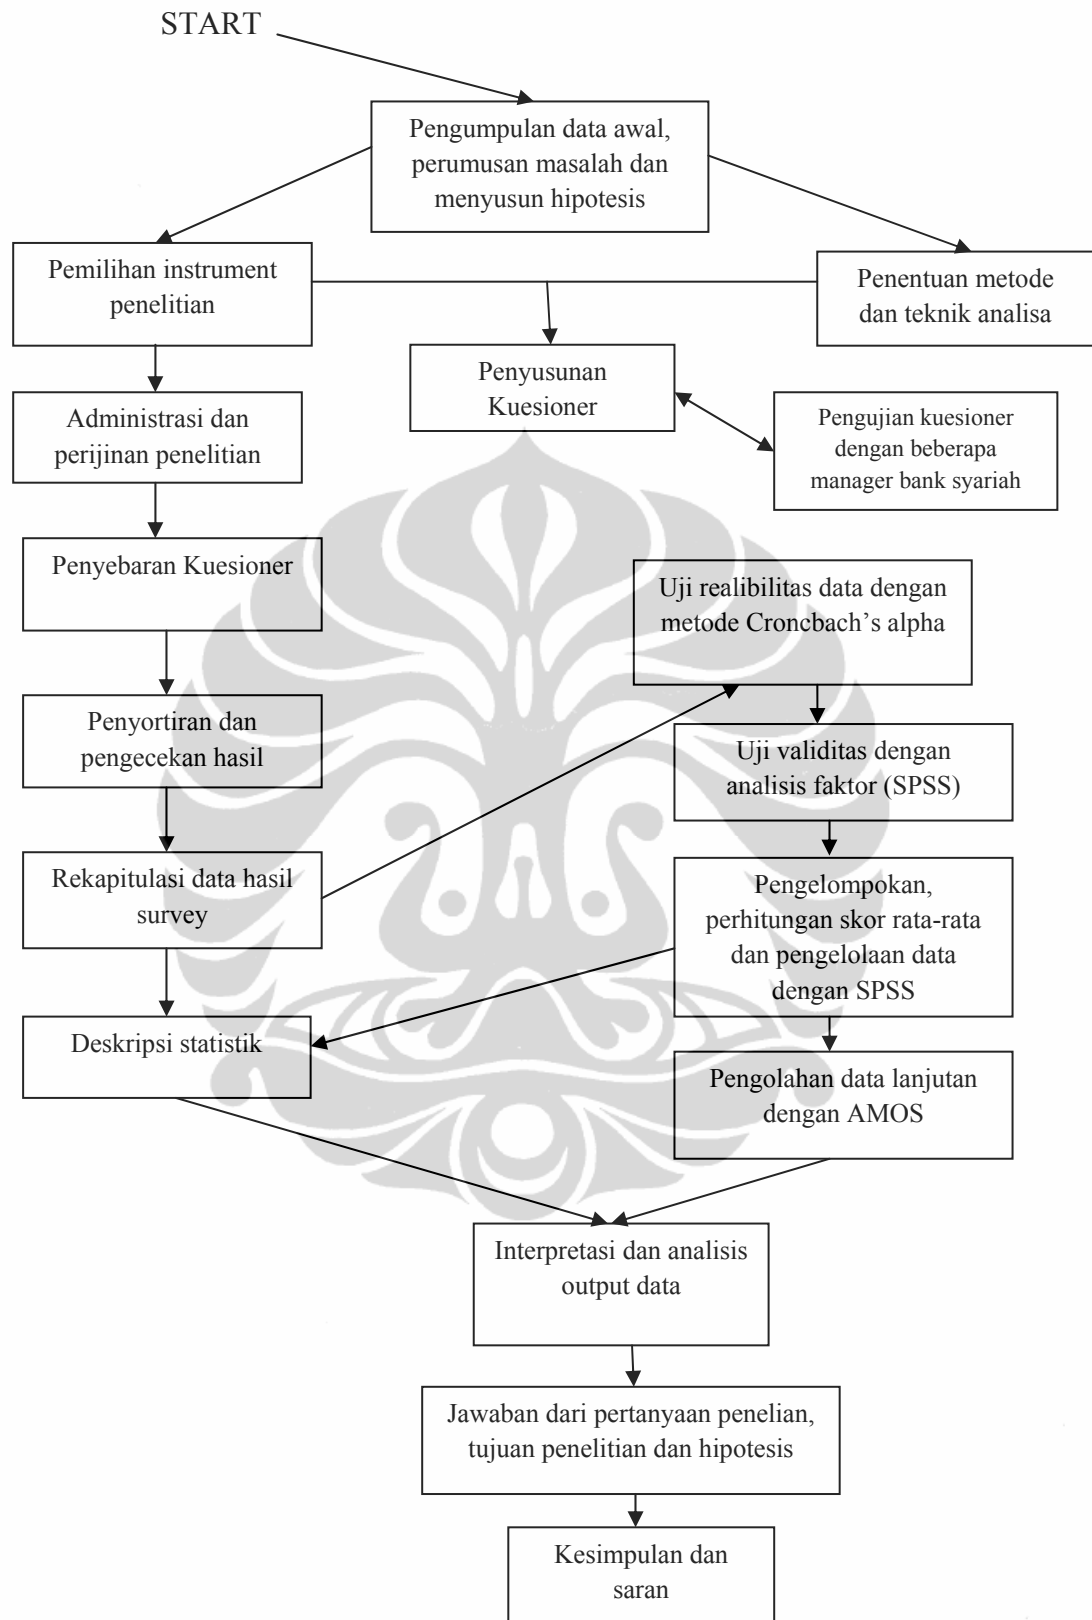 START
Pengumpulan data awal,
perumusan masalah dan
menyusun hipotesis
Pemilihan instrument
penelitian
Penentuan metode
dan teknik analisa
Penyusunan
Kuesioner
Administrasi dan
perijinan penelitian
Pengujian kuesioner
dengan beberapa
manager bank syariah
Penyebaran Kuesioner
Uji realibilitas data dengan
metode Croncbach’s alpha
Penyortiran dan
pengecekan hasil
Uji validitas dengan
analisis faktor (SPSS)
Rekapitulasi data hasil
survey
Pengelompokan,
perhitungan skor rata-rata
dan pengelolaan data
dengan SPSS
Deskripsi statistik
Pengolahan data lanjutan
dengan AMOS
Interpretasi dan analisis
output data
Jawaban dari pertanyaan penelian,
tujuan penelitian dan hipotesis
Kesimpulan dan
saran